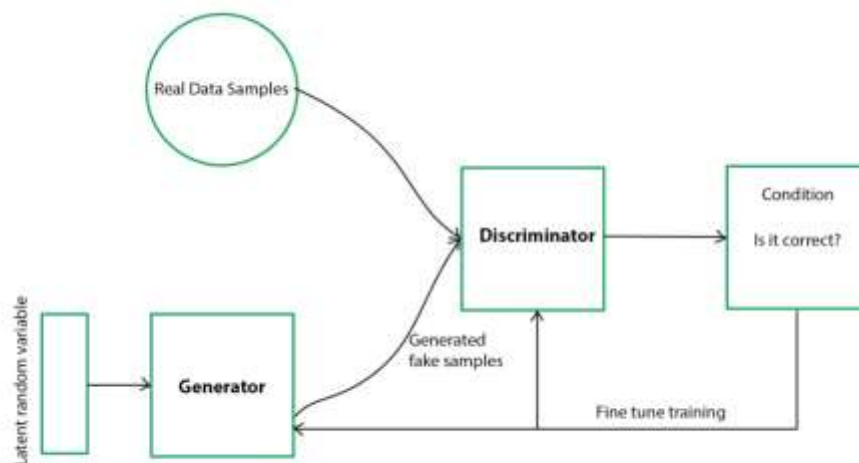 Real Data Samples
Condition
Discriminator
Is it correct?
Latent random variable
Generated
fake samples
Generator
Fine tune training